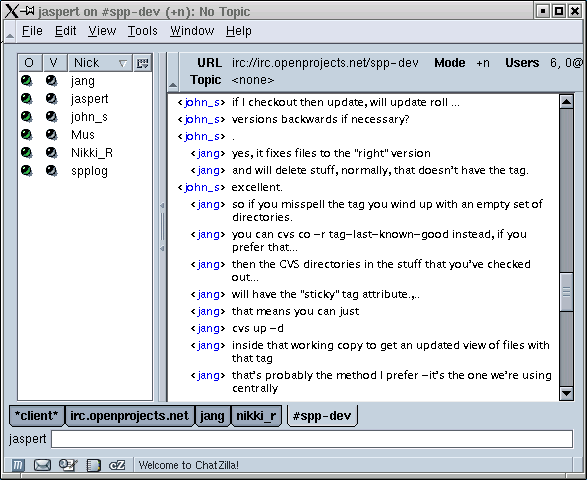 jaspert on #spp-dev (+n): No Topic
File Edit View Tools Window Help
O V Nick
jang
jaspert
john_s
Mus
Nikki_R
spplog
URL irc://irc.openprojects.net/spp-dev Mode +n Users 6, 0@
Topic <none>
<john_s> if I checkout then update, will update roll ...
<john_s> versions backwards if necessary?
<john_s> .
<jang> yes, it fixes files to the "right" version
<jang> and will delete stuff, normally, that doesn't have the tag.
<john_s> excellent.
<jang> so if you misspell the tag you wind up with an empty set of
directories.
<jang> you can cvs co -r tag-last-known-good instead, if you
prefer that...
<jang> then the CVS directories in the stuff that you've checked
out...
<jang> will have the "sticky" tag attribute.,..
<jang> that means you can just
<jang> cvs up -d
<jang> inside that working copy to get an updated view of files with
that tag
<jang> that's probably the method I prefer -it's the one we're using
centrally
*client* irc.openprojects.net jang nikki_r #spp-dev
jaspert
Welcome to ChatZilla!